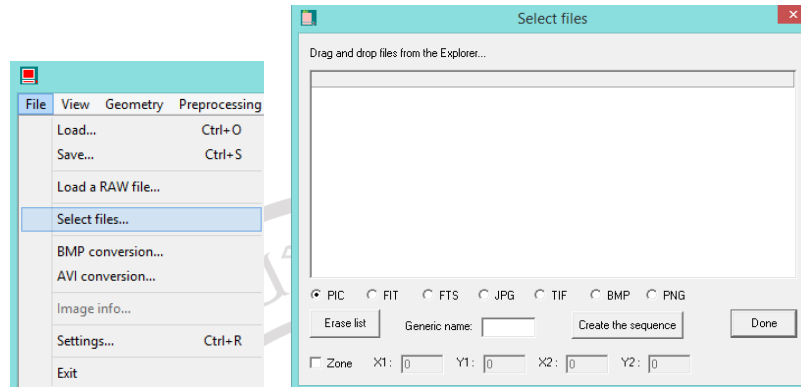 File View Geometry Preprocessing
Load... Ctrl+O
Save... Ctrl+S
Load a RAW file...
Select files...
BMP conversion...
AVI conversion...
Image info...
Settings... Ctrl+R
Exit
Select files
Drag and drop files from the Explorer...
PIC FIT FTS JPG TIF BMP PNG
Erase list Generic name: Create the sequence Done
Zone X1: 0 Y1: 0 X2: 0 Y2: 0